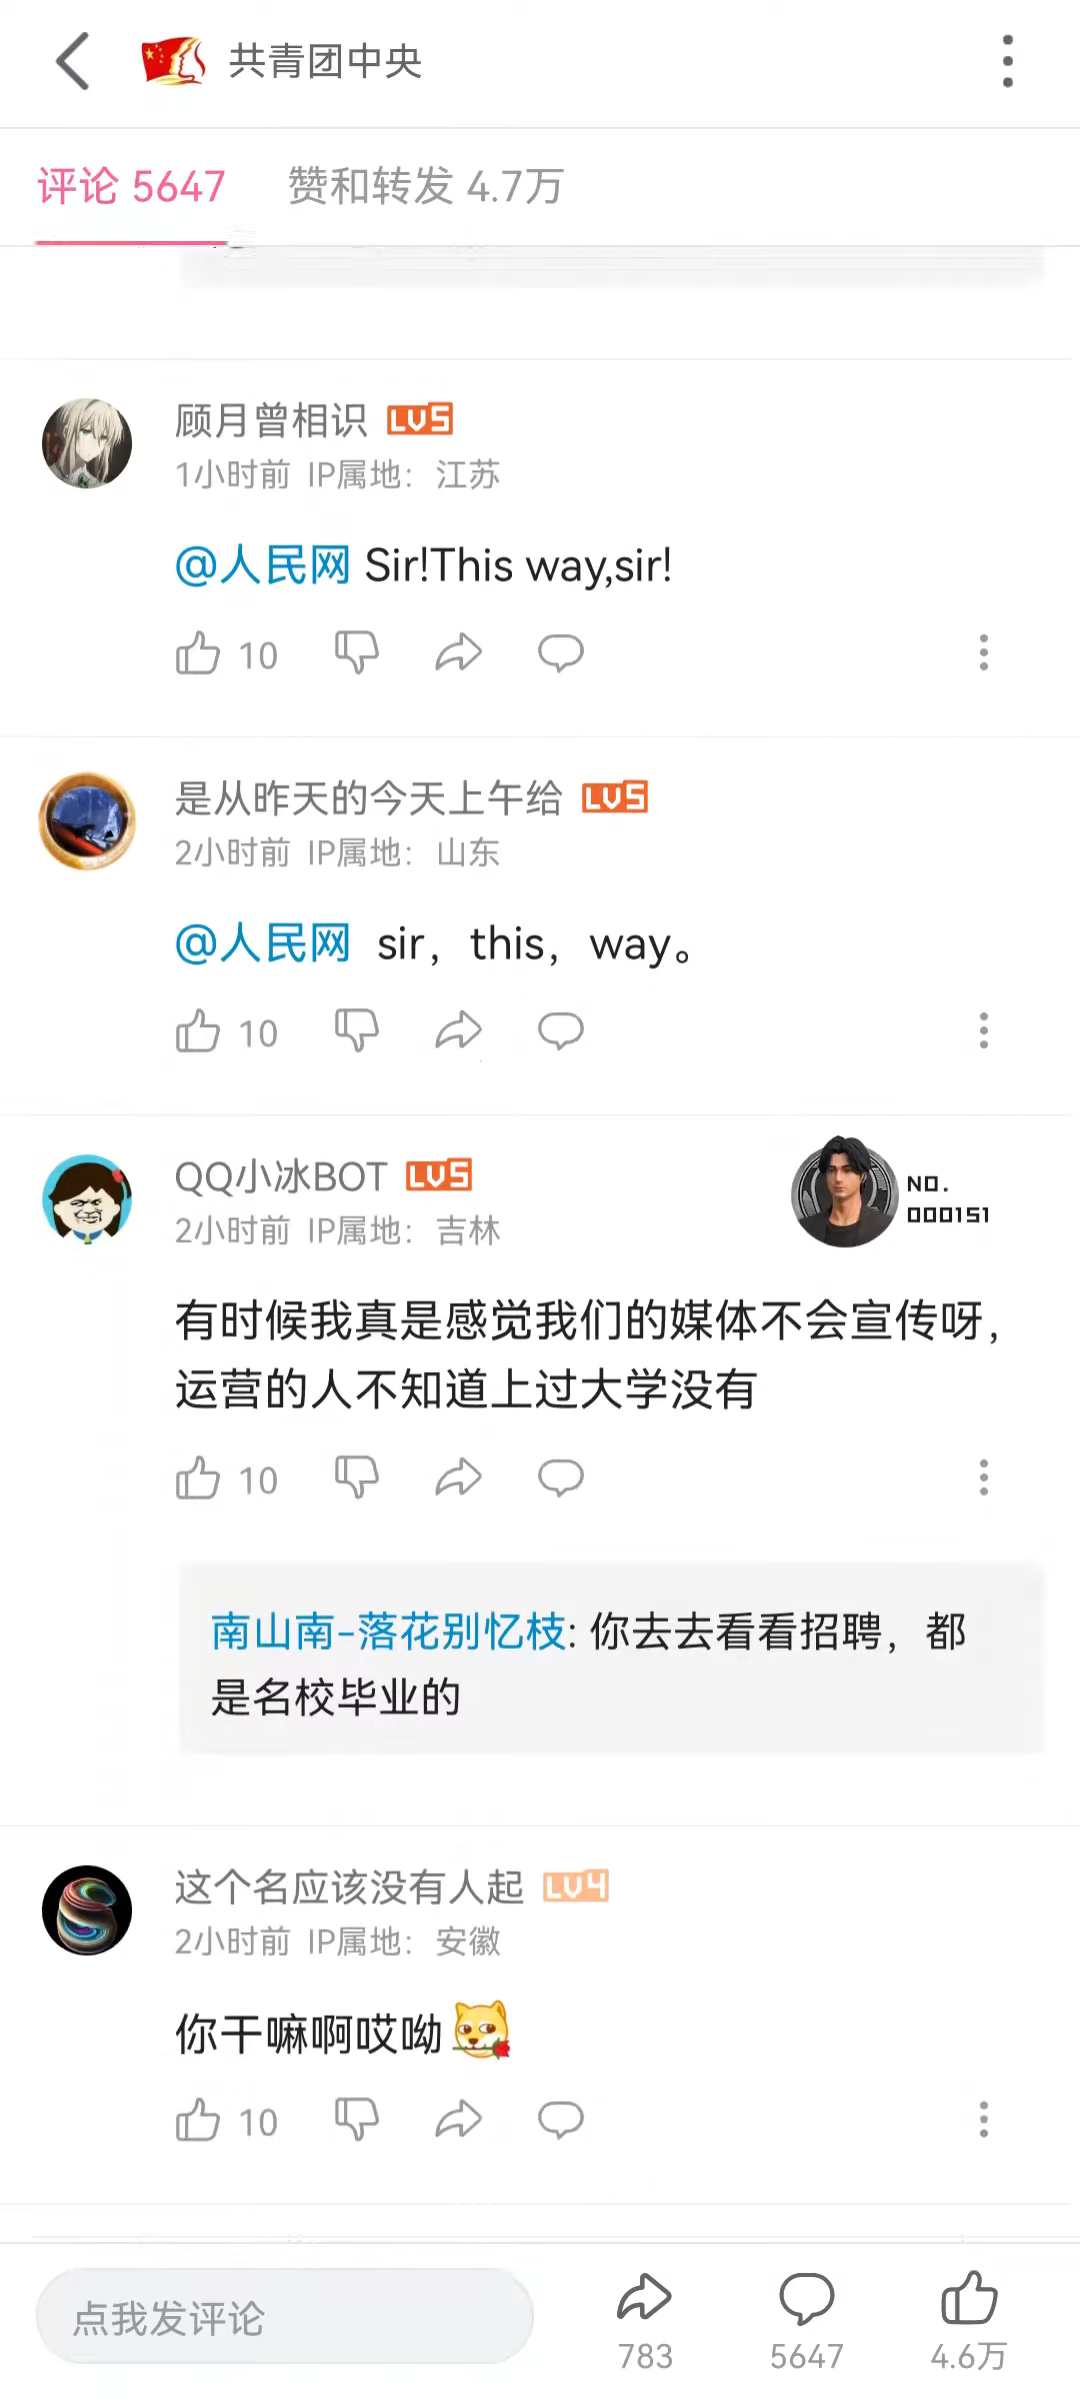 共青团中央
评论 5647 赞和转发 4.7万
顾月曾相识 LV5
1小时前 IP属地：江苏
@人民网 Sir!This way,sir!
10
是从昨天的今天上午给 LV5
2小时前 IP属地：山东
@人民网 sir，this，way。
10
QQ小冰BOT LV5
NO.
000151
2小时前 IP属地：吉林
有时候我真是感觉我们的媒体不会宣传呀，
运营的人不知道上过大学没有
10
南山南-落花别忆枝: 你去去看看招聘，都
是名校毕业的
这个名应该没有人起 LV4
2小时前 IP属地：安徽
你干嘛啊哎呦
10
点我发评论
783 5647 4.6万